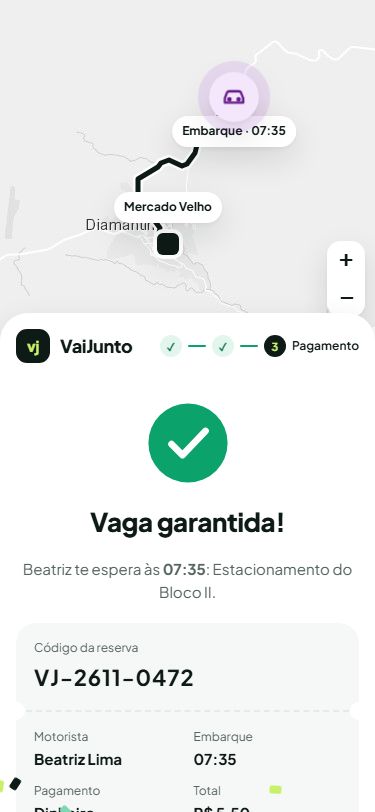 Embarque · 07:35
Mercado Velho
+
−
vj VaiJunto ✓ ✓ 3 Pagamento
Vaga garantida!
Beatriz te espera às 07:35: Estacionamento do
Bloco II.
Código da reserva
VJ-2611-0472
Motorista Embarque
Beatriz Lima 07:35
Pagamento Total